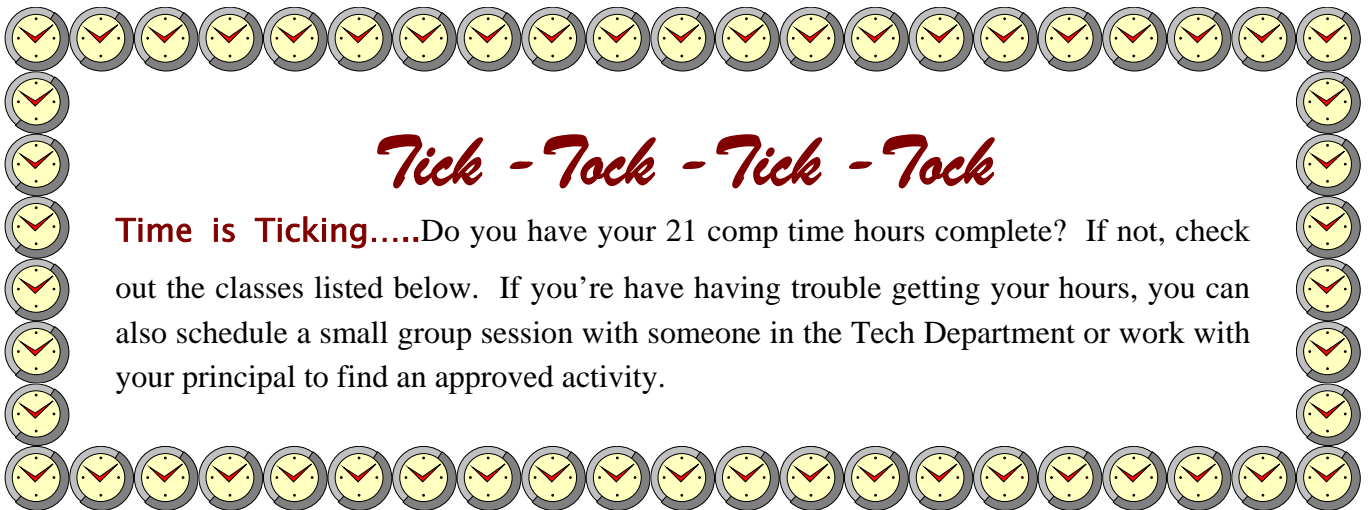 Tick - Tock - Tick - Tock
Time is Ticking…..Do you have your 21 comp time hours complete? If not, check
out the classes listed below. If you’re have having trouble getting your hours, you can
also schedule a small group session with someone in the Tech Department or work with
your principal to find an approved activity.